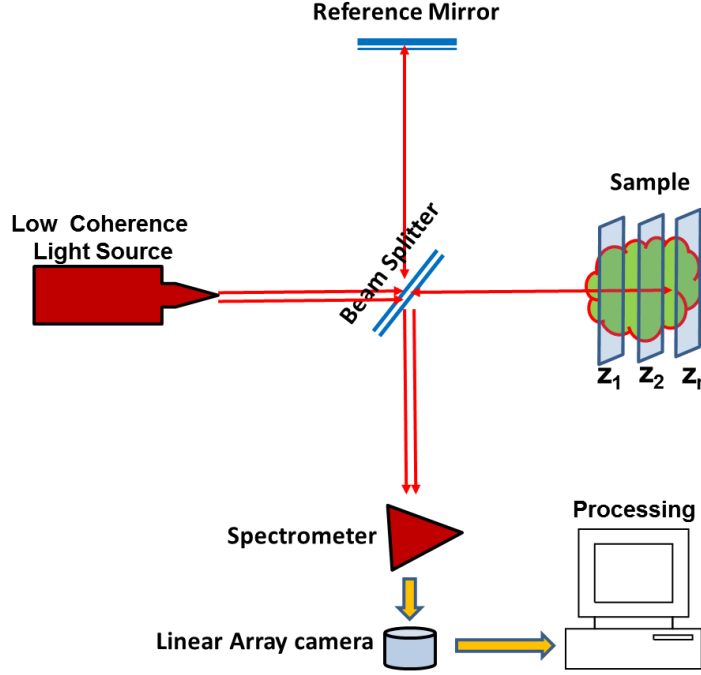 Reference Mirror
Sample
Low Coherence
Light Source
Beam Splitter
z1 z2
Processing
Spectrometer
Linear Array camera